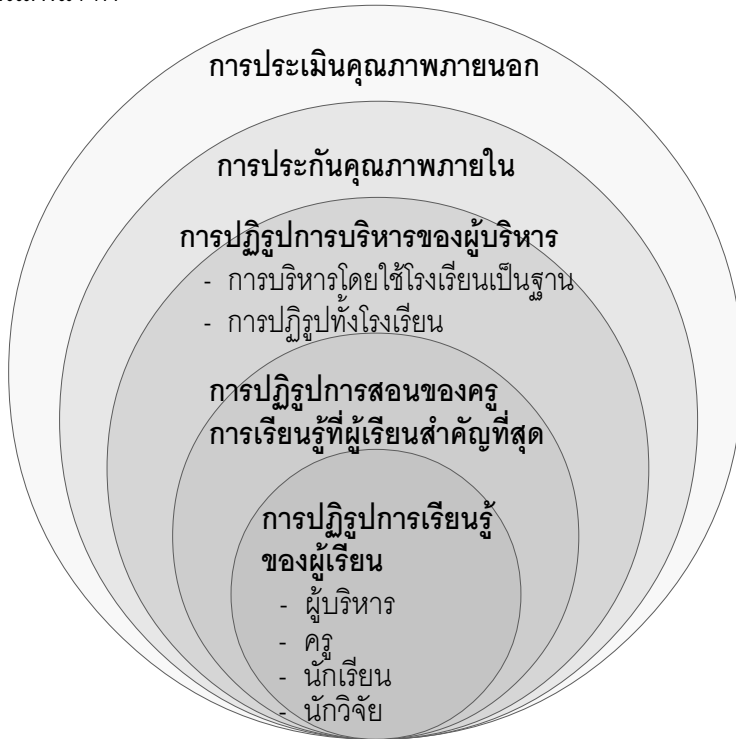 การประเมินคุณภาพภายนอก
การประกันคุณภาพภายใน
การปฏิรูปการบริหารของผู้บริหาร
- การบริหารโดยใช้โรงเรียนเป็นฐาน
- การปฏิรูปทั้งโรงเรียน
การปฏิรูปการสอนของครู
การเรียนรู้ที่ผู้เรียนสำคัญที่สุด
การปฏิรูปการเรียนรู้
ของผู้เรียน
- ผู้บริหาร
- ครู
- นักเรียน
- นักวิจัย